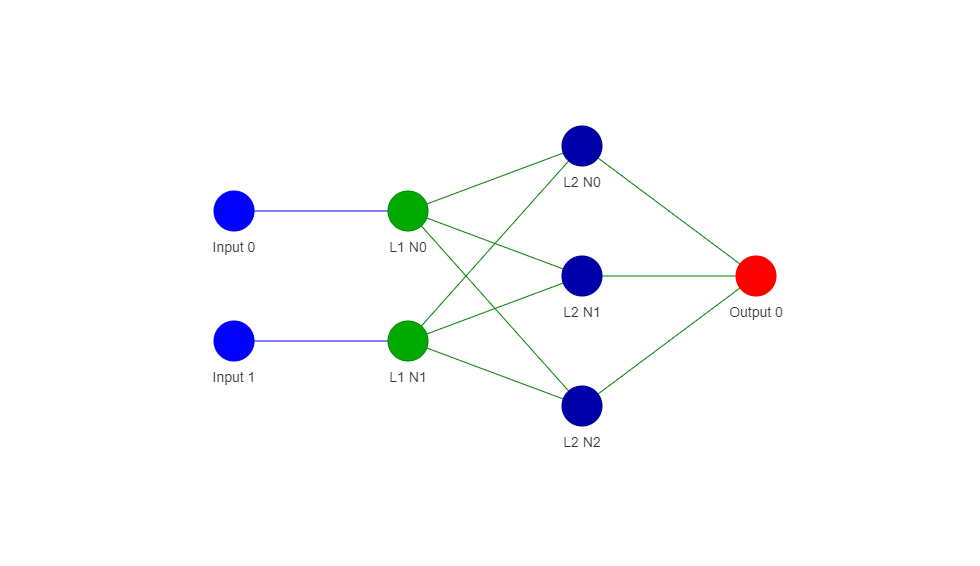 L2 N0
Input 0
L1 N0
L2 N1
Output 0
Input 1
L1 N1
L2 N2